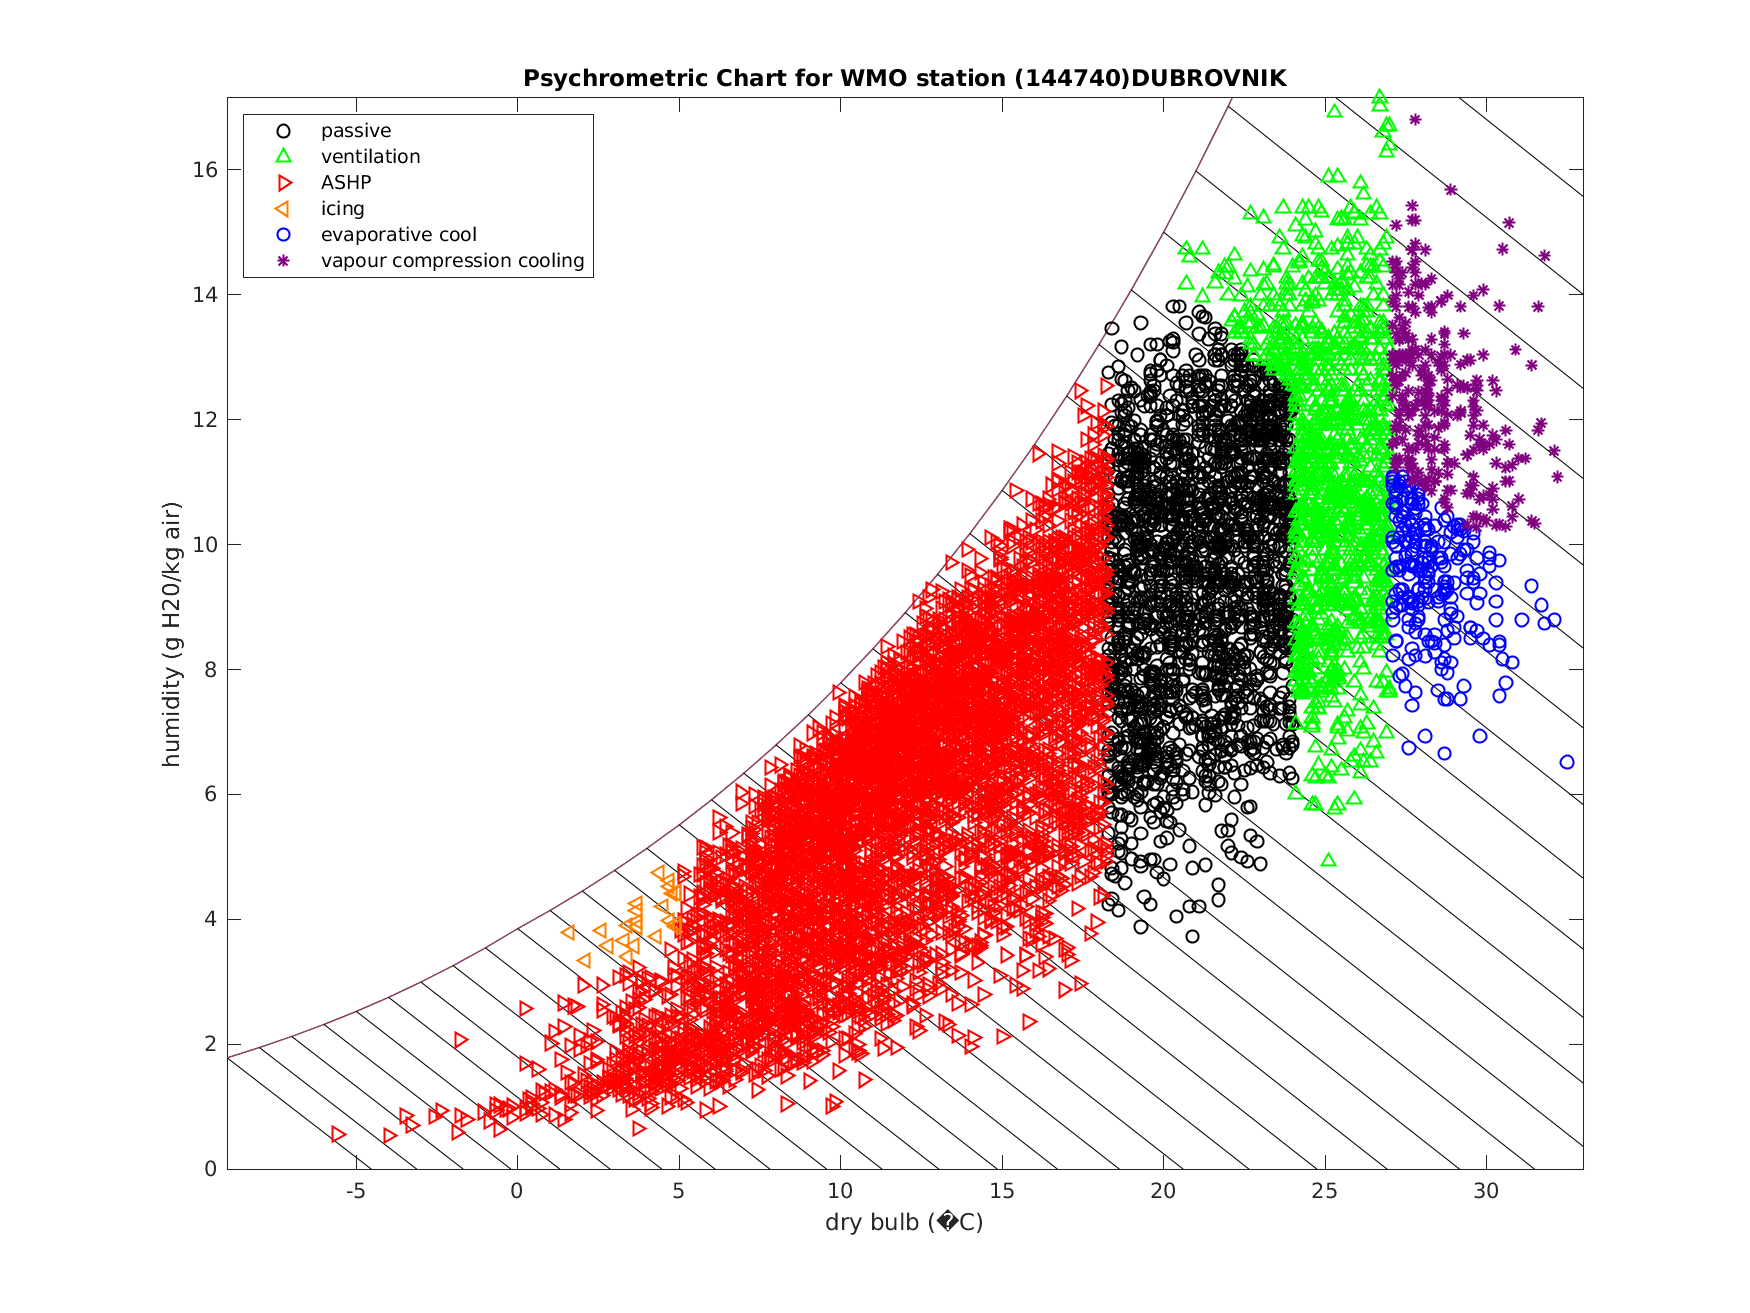 Psychrometric Chart for WMO station (144740)DUBROVNIK
passive
ventilation
ASHP
icing
evaporative cool
vapour compression cooling
humidity (g H20/kg air)
16
14
12
10
8
6
4
2
0
-5 0 5 10 15 20 25 30
dry bulb (�C)